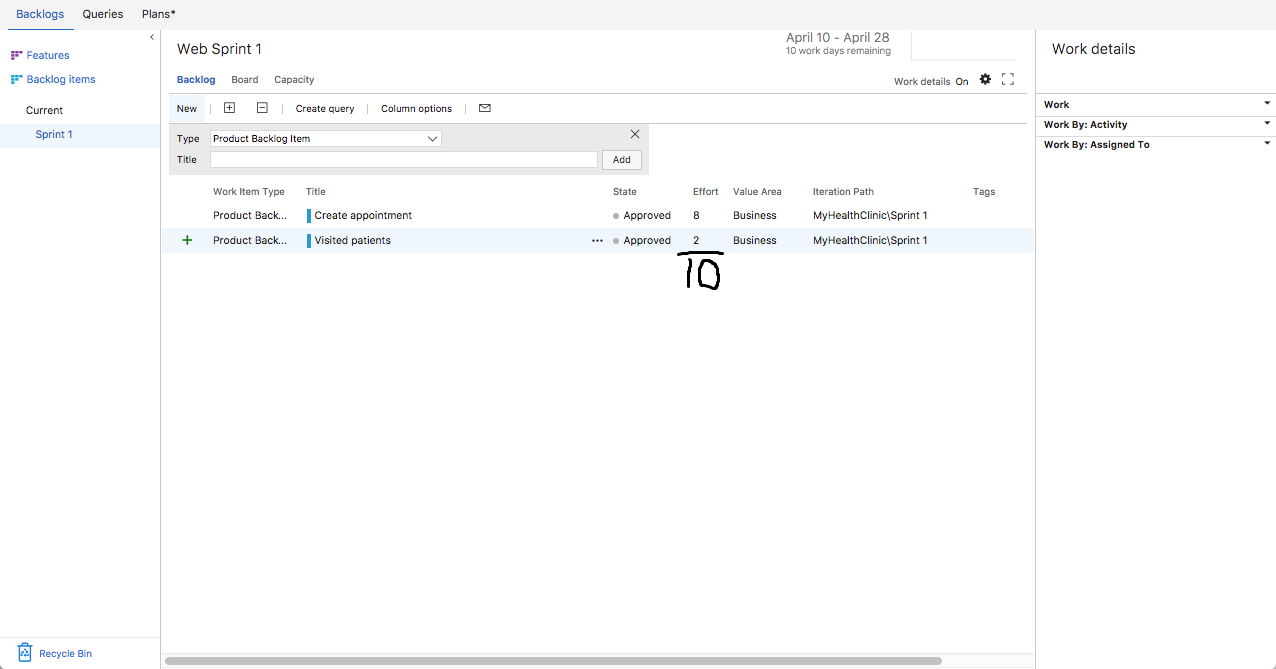 Backlogs Queries Plans*
Features
Backlog items
Current
Sprint 1
Recycle Bin
Web Sprint 1
April 10 - April 28
10 work days remaining
Backlog Board Capacity
Work details On
New Create query Column options
Type Product Backlog Item
Title Add
Work Item Type Title State Effort Value Area Iteration Path Tags
Product Back... Create appointment Approved 8 Business MyHealthClinic\Sprint 1
Product Back... Visited patients ... Approved 2 Business MyHealthClinic\Sprint 1
10
Work details
Work
Work By: Activity
Work By: Assigned To